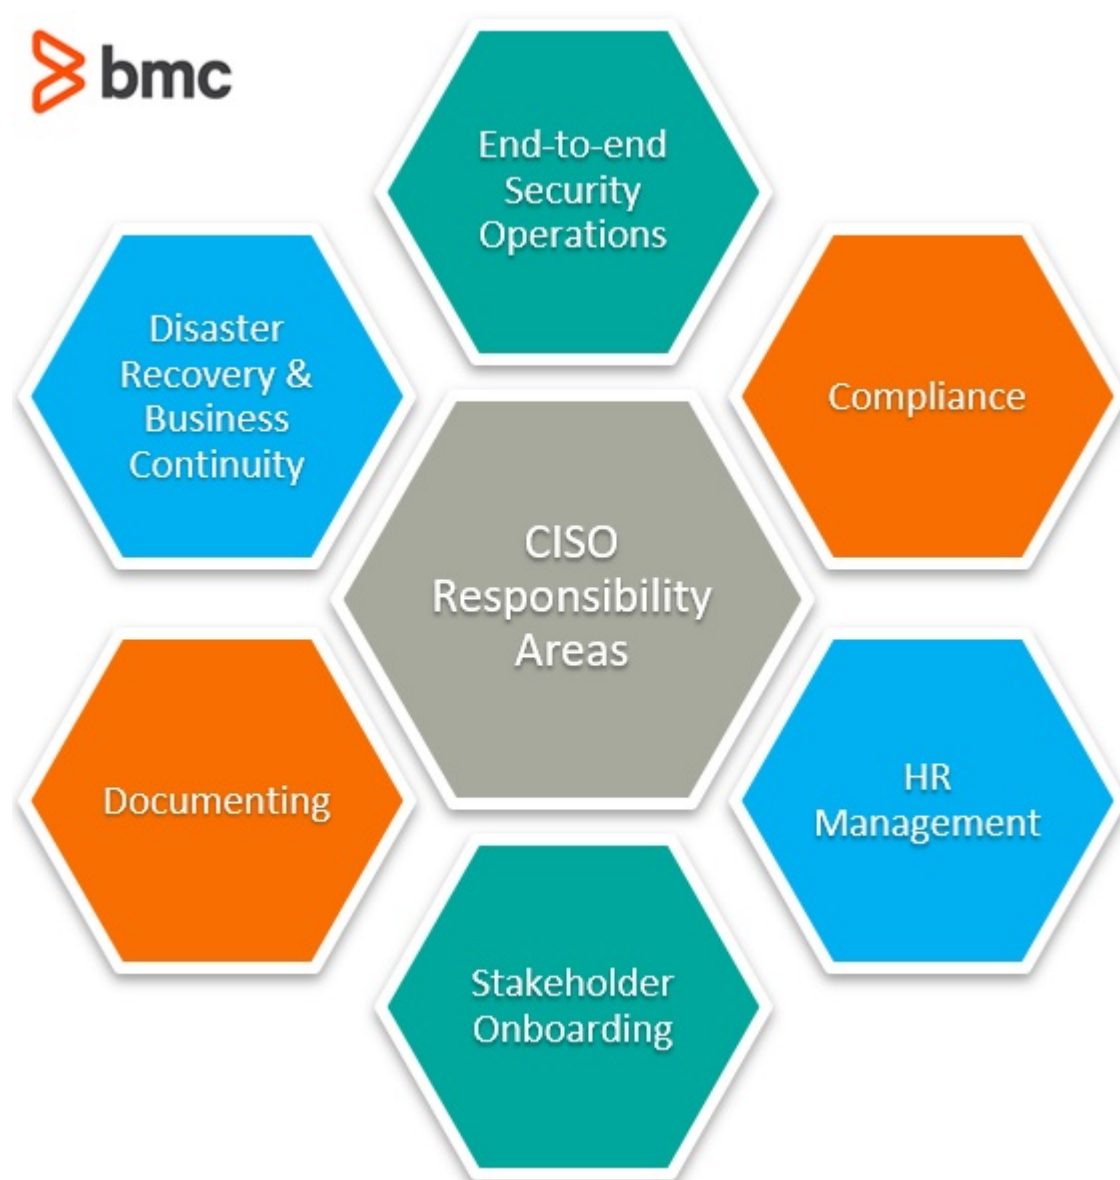 bmc
End-to-end
Security
Operations
Disaster
Recovery &
Business
Continuity
Compliance
CISO
Responsibility
Areas
Documenting
HR
Management
Stakeholder
Onboarding